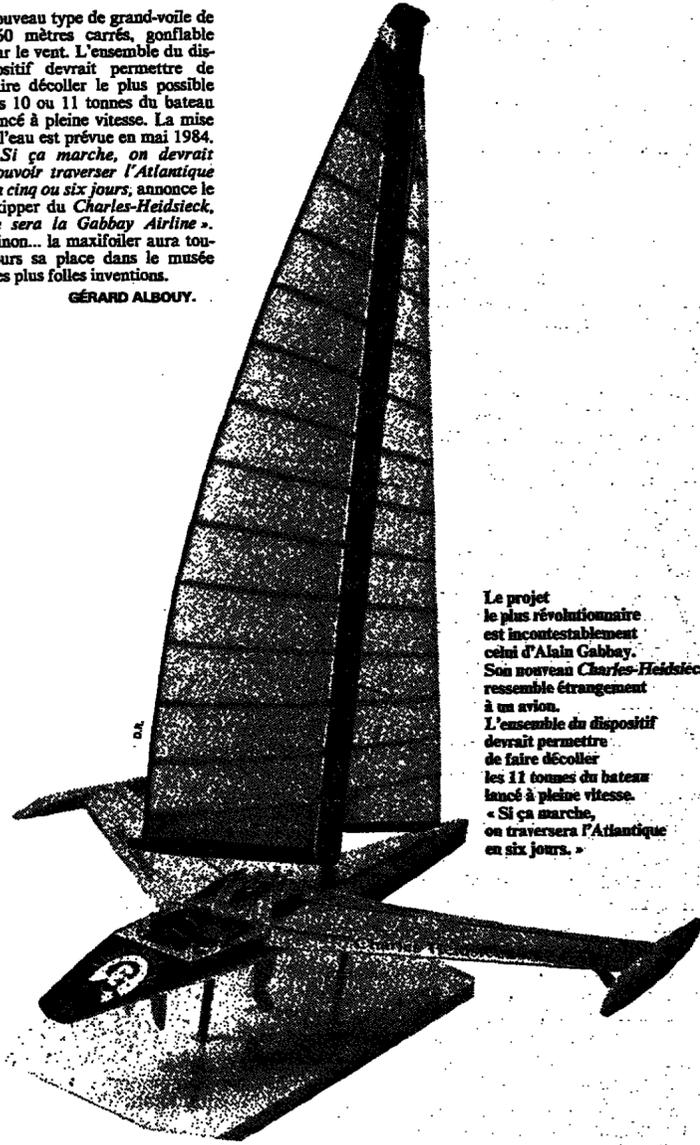 ouveau type de grand-voile de
60 mètres carrés, gonflable
ar le vent. L'ensemble du dis-
ositif devrait permettre de
ire décoller le plus possible
s 10 ou 11 tonnes du bateau
ncé à pleine vitesse. La mise
l'eau est prévue en mai 1984.
Si ça marche, on devrait
ouvoir traverser l'Atlantique
n cinq ou six jours, annonce le
kipper du Charles-Heidsieck,
e sera la Gabbay Airline ».
inon... la maxifoiler aura tou-
urs sa place dans le musée
es plus folles inventions.
GÉRARD ALBOUY.
D.R.
Le projet
le plus révolutionnaire
est incontestablement
celui d'Alain Gabbay.
Son nouveau Charles-Heidsiec
ressemble étrangement
à un avion.
L'ensemble du dispositif
devrait permettre
de faire décoller
les 11 tonnes du bateau
lancé à pleine vitesse.
« Si ça marche,
on traversera l'Atlantique
en six jours. »